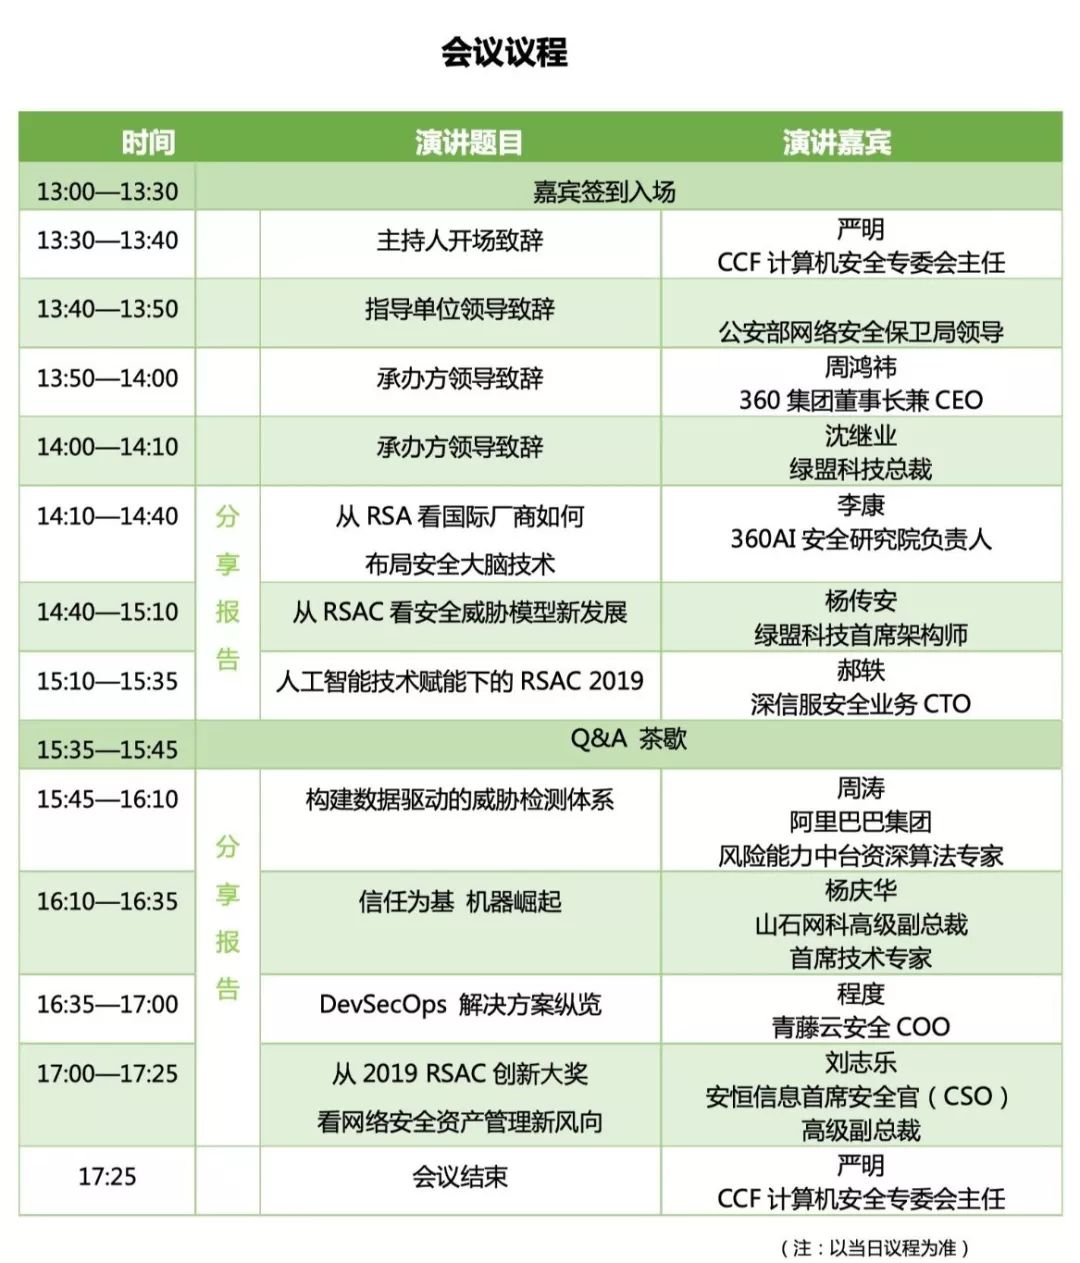 会议议程
时间 演讲题目 演讲嘉宾
13:00—13:30 嘉宾签到入场
13:30—13:40 主持人开场致辞 严明
CCF 计算机安全专委会主任
13:40—13:50 指导单位领导致辞
公安部网络安全保卫局领导
13:50—14:00 承办方领导致辞 周鸿祎
360 集团董事长兼 CEO
14:00—14:10 承办方领导致辞 沈继业
绿盟科技总裁
分享报告
14:10—14:40 从 RSA 看国际厂商如何 李康
布局安全大脑技术 360AI 安全研究院负责人
14:40—15:10 从 RSAC 看安全威胁模型新发展 杨传安
绿盟科技首席架构师
15:10—15:35 人工智能技术赋能下的 RSAC 2019 郝轶
深信服安全业务 CTO
15:35—15:45 Q&A 茶歇
分享报告
15:45—16:10 构建数据驱动的威胁检测体系 周涛
阿里巴巴集团
风险能力中台资深算法专家
16:10—16:35 信任为基 机器崛起 杨庆华
山石网科高级副总裁
首席技术专家
16:35—17:00 DevSecOps 解决方案纵览 程度
青藤云安全 COO
17:00—17:25 从 2019 RSAC 创新大奖 刘志乐
看网络安全资产管理新风向 安恒信息首席安全官（CSO）
高级副总裁
17:25 会议结束 严明
CCF 计算机安全专委会主任
（注：以当日议程为准）